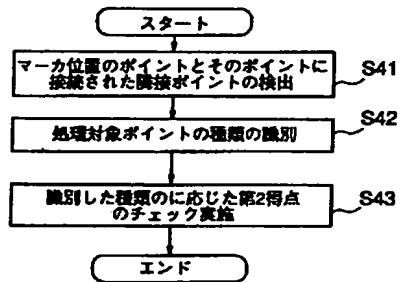 スタート
マーカ位置のポイントとそのポイントに
接続された隣接ポイントの検出
S41
処理対象ポイントの種類の識別
S42
識別した種類のに応じた第2得点
のチェック実施
S43
エンド